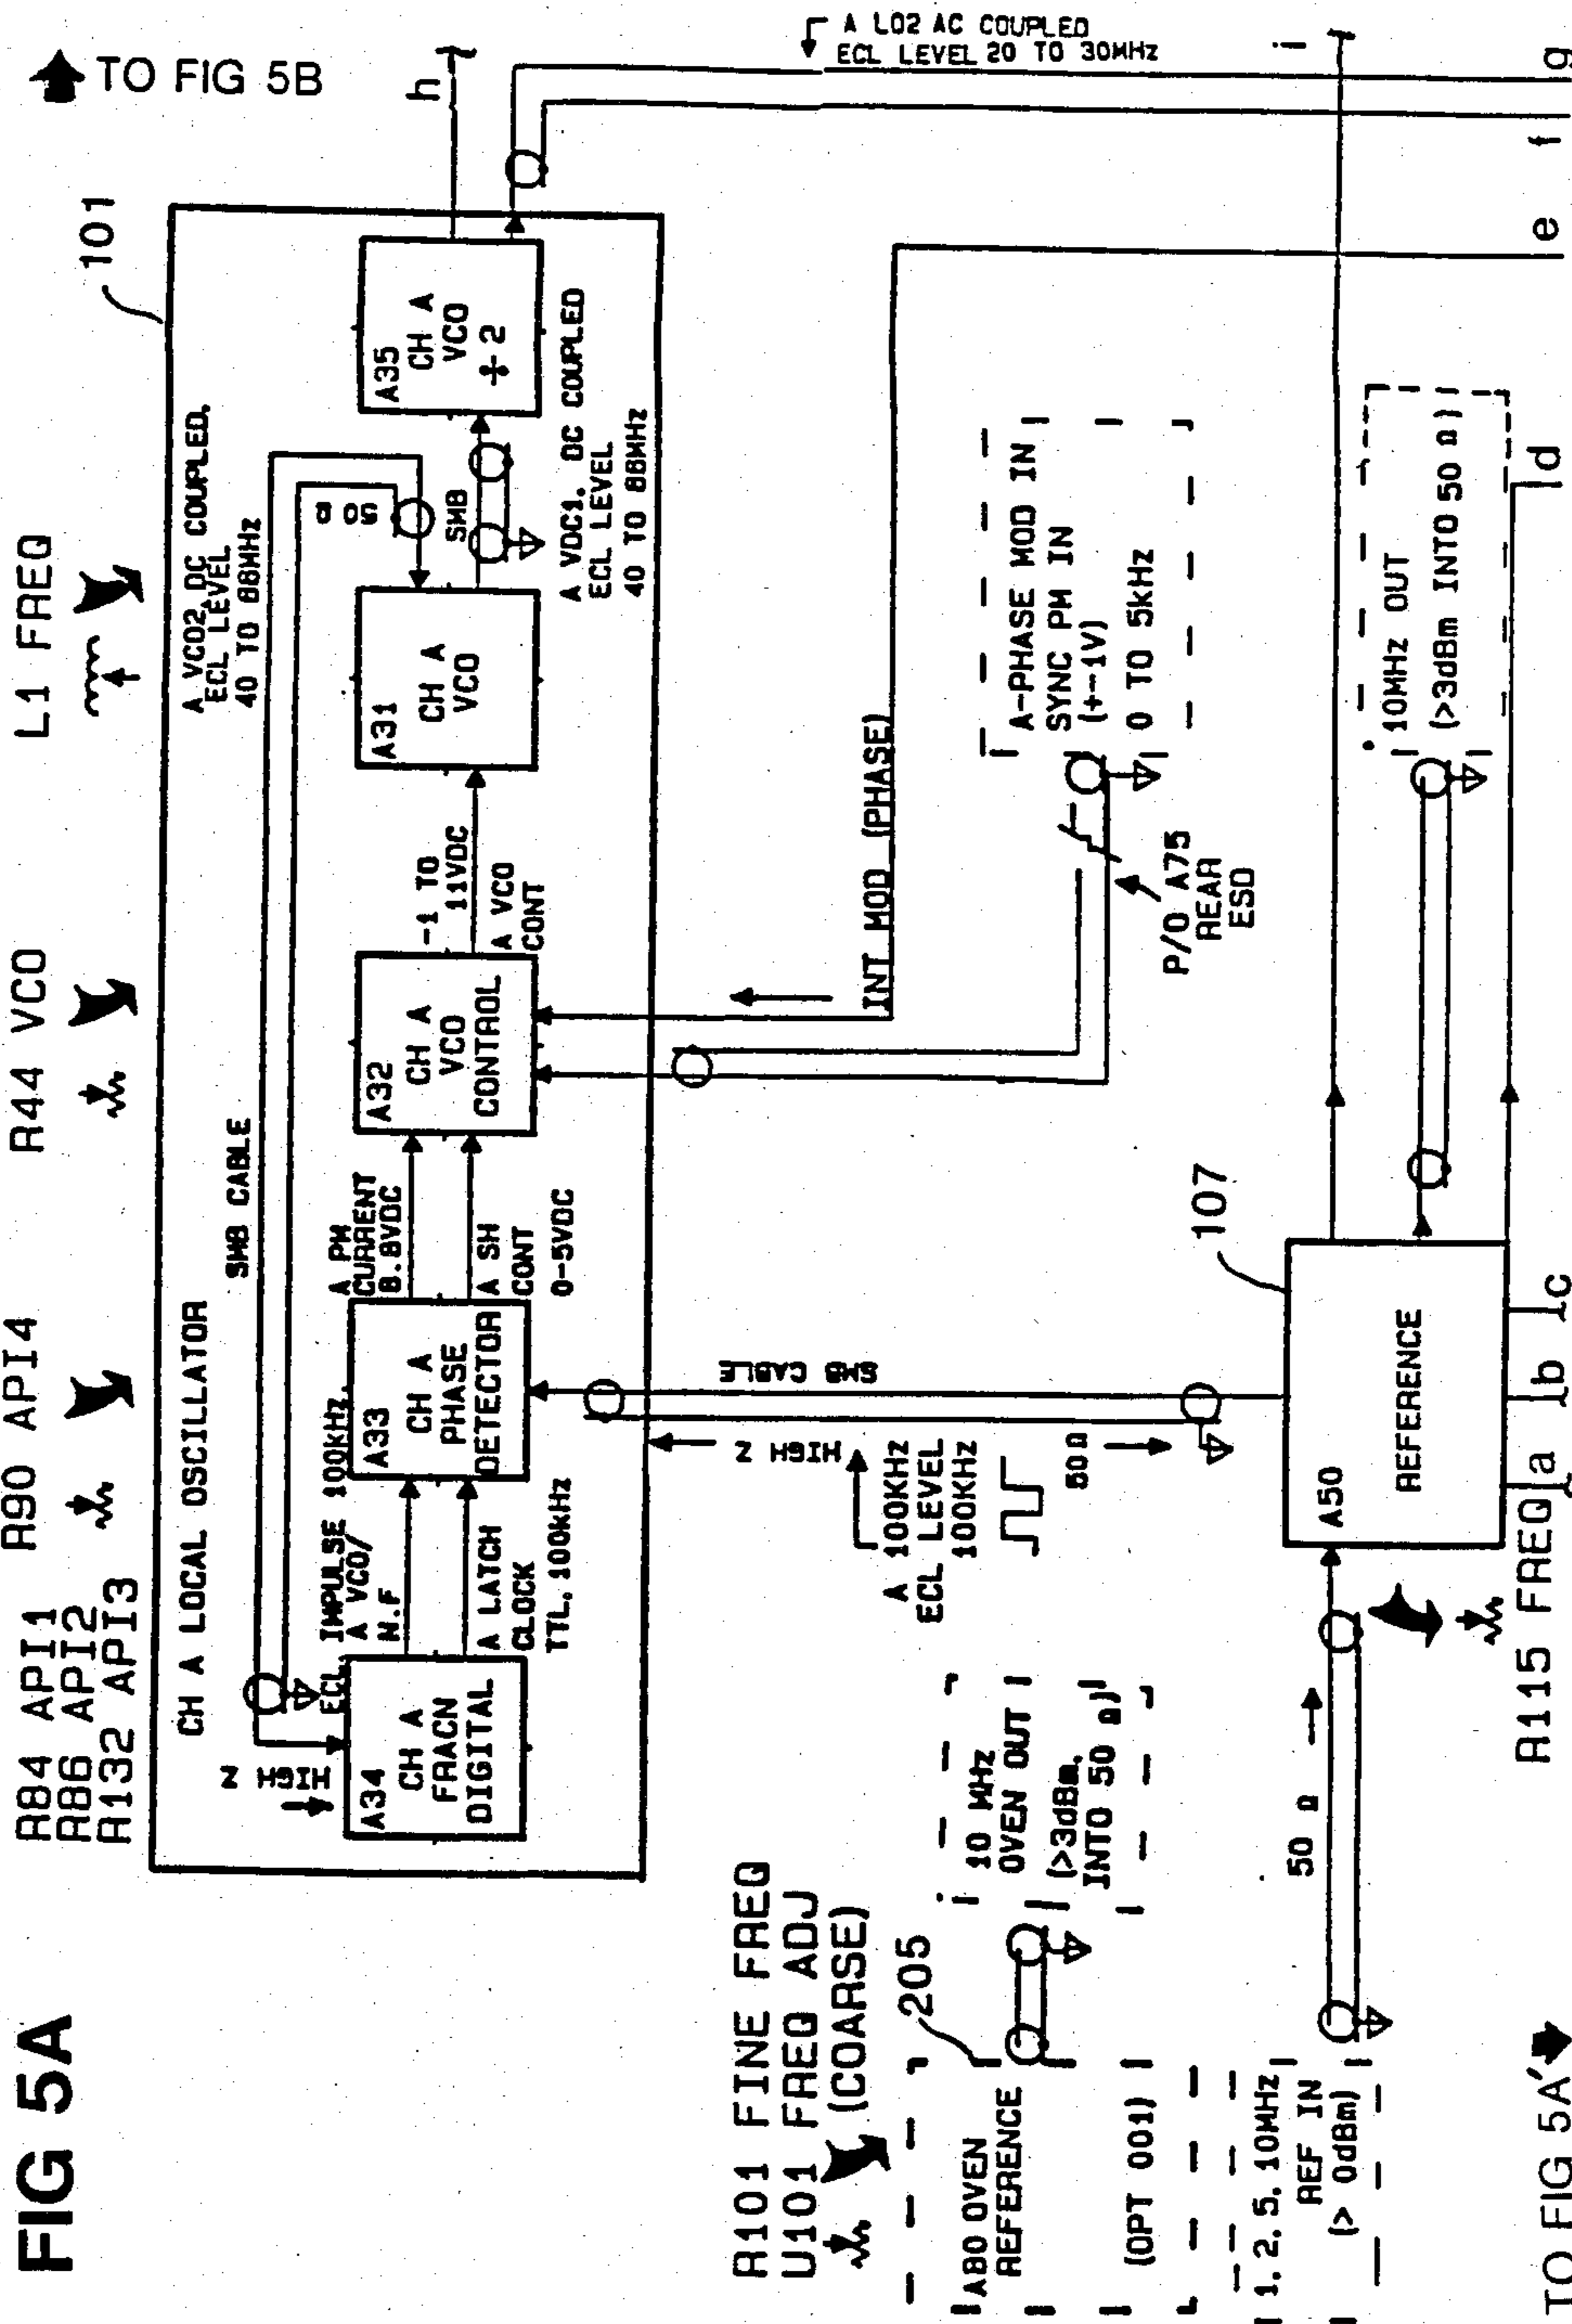 FIG 5A
R84 API1
R86 API2
R132 API3
R90 API4
R44 VCO
L1 FREQ
TO FIG 5B
101
CH A LOCAL OSCILLATOR
SMB CABLE
A VCO2 DC COUPLED.
ECL LEVEL
40 TO 88MHz
50 Ω
HIGH Z
A34
CH A
FRACN
DIGITAL
ECL IMPULSE 100KHz.
A VCO/
N.F
A LATCH
CLOCK
TTL, 100kHz
A33
CH A
PHASE
DETECTOR
A PM
CURRENT
8.8VDC
A SH
CONT
0-5VDC
A32
CH A
VCO
CONTROL
-1 TO
11VDC
A VCO
CONT
A31
CH A
VCO
SMB
A VDC1. DC COUPLED
ECL LEVEL
40 TO 88MHz
A35
CH A
VCO
÷ 2
h
A LO2 AC COUPLED
ECL LEVEL 20 TO 30MHz
INT MOD (PHASE)
A-PHASE MOD IN
SYNC PM IN
(+-1V)
0 TO 5kHz
P/O A75
REAR
ESD
HIGH Z
SMB CABLE
A 100KHz
ECL LEVEL
100KHz
50Ω
R101 FINE FREQ
U101 FREQ ADJ
(COARSE)
205
A80 OVEN
REFERENCE
(OPT 001)
10 MHz
OVEN OUT
(>3dBm,
INTO 50 Ω)
1, 2, 5, 10MHz
REF IN
(> 0dBm)
50 Ω
107
A50
REFERENCE
R115 FREQ
10MHz OUT
(>3dBm INTO 50 Ω)
i
a b c d e f g
TO FIG 5A'